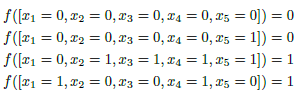 f([x₁ = 0, x₂ = 0, x₃ = 0, x₄ = 0, x₅ = 0]) = 0
f([x₁ = 0, x₂ = 0, x₃ = 0, x₄ = 0, x₅ = 1]) = 0
f([x₁ = 0, x₂ = 1, x₃ = 1, x₄ = 1, x₅ = 1]) = 1
f([x₁ = 1, x₂ = 0, x₃ = 0, x₄ = 1, x₅ = 0]) = 1